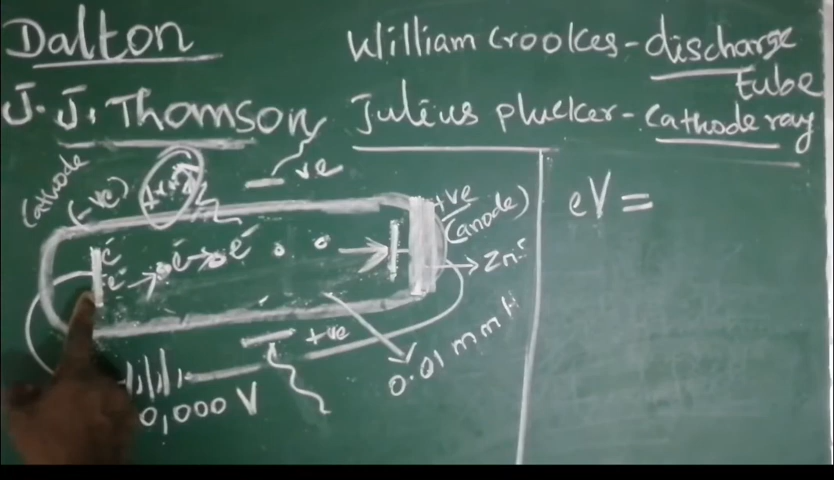 Dalton
William Crookes - discharge
tube
J. J. Thomson
Julius plucker - cathode ray
Cathode
(-ve)
-ve
+ve
(anode)
eV =
e⁻
e⁻ → e⁻ → e⁻
→ ZnS
+ve
0.01 mm H
0,000 V